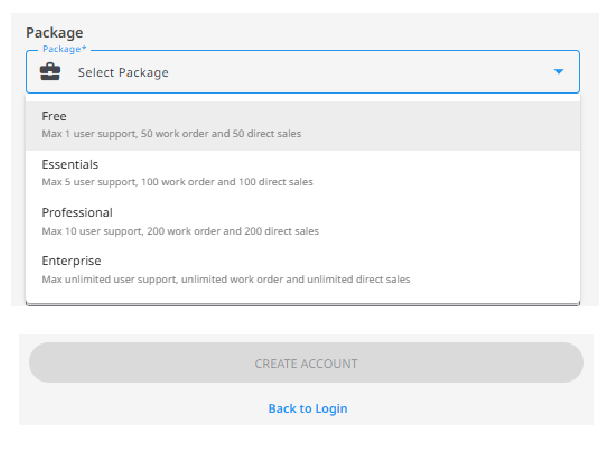 Package
Package*
Select Package
Free
Max 1 user support, 50 work order and 50 direct sales
Essentials
Max 5 user support, 100 work order and 100 direct sales
Professional
Max 10 user support, 200 work order and 200 direct sales
Enterprise
Max unlimited user support, unlimited work order and unlimited direct sales
CREATE ACCOUNT
Back to Login